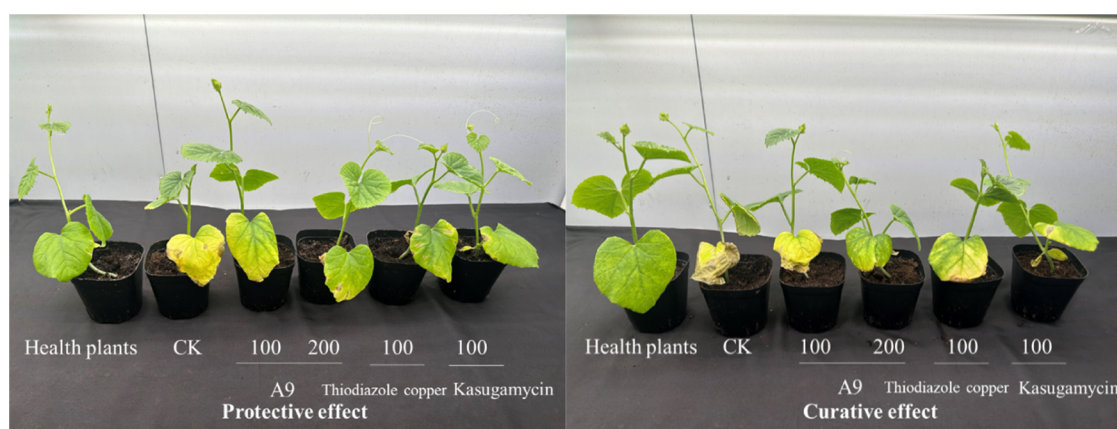 Health plants CK 100 200 100 100
A9 Thiodiazole copper Kasugamycin
Protective effect
Health plants CK 100 200 100 100
A9 Thiodiazole copper Kasugamycin
Curative effect